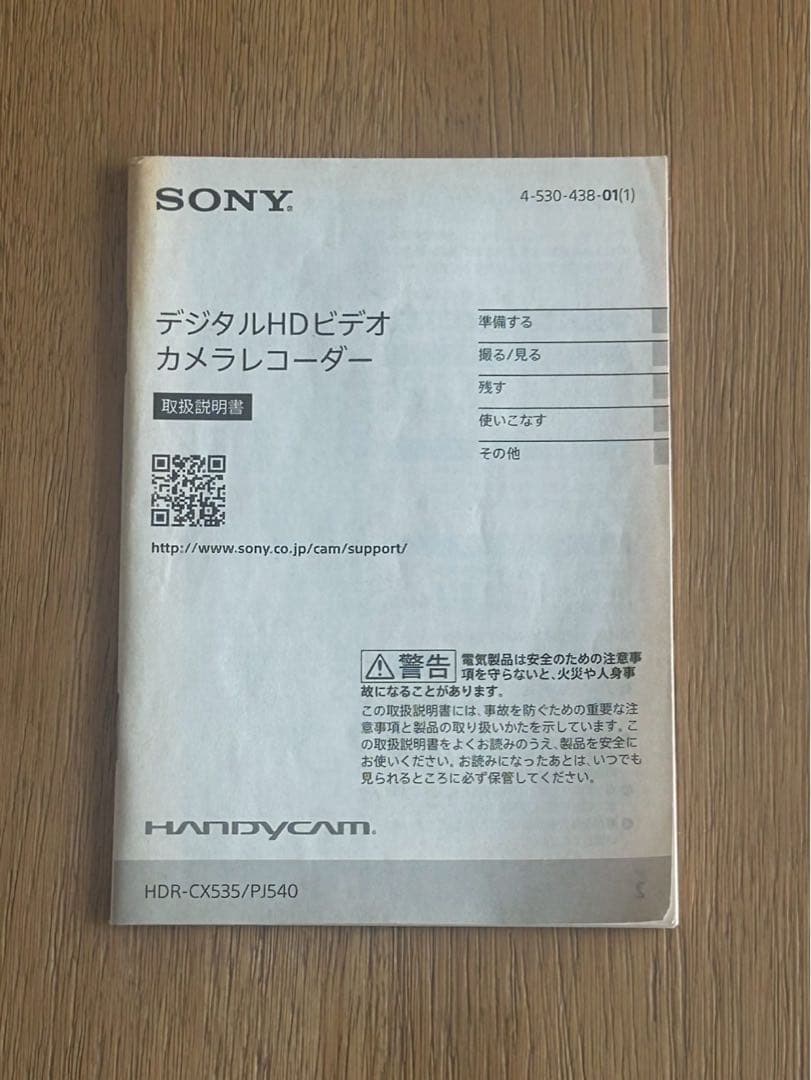 SONY®
4-530-438-01(1)
デジタルHDビデオ
カメラレコーダー
取扱説明書
http://www.sony.co.jp/cam/support/
準備する
撮る/見る
残す
使いこなす
その他
警告 電気製品は安全のための注意事
項を守らないと、火災や人身事
故になることがあります。
この取扱説明書には、事故を防ぐための重要な注
意事項と製品の取り扱いかたを示しています。こ
の取扱説明書をよくお読みのうえ、製品を安全に
お使いください。お読みになったあとは、いつでも
見られるところに必ず保管してください。
HANDYCAM®
HDR-CX535/PJ540